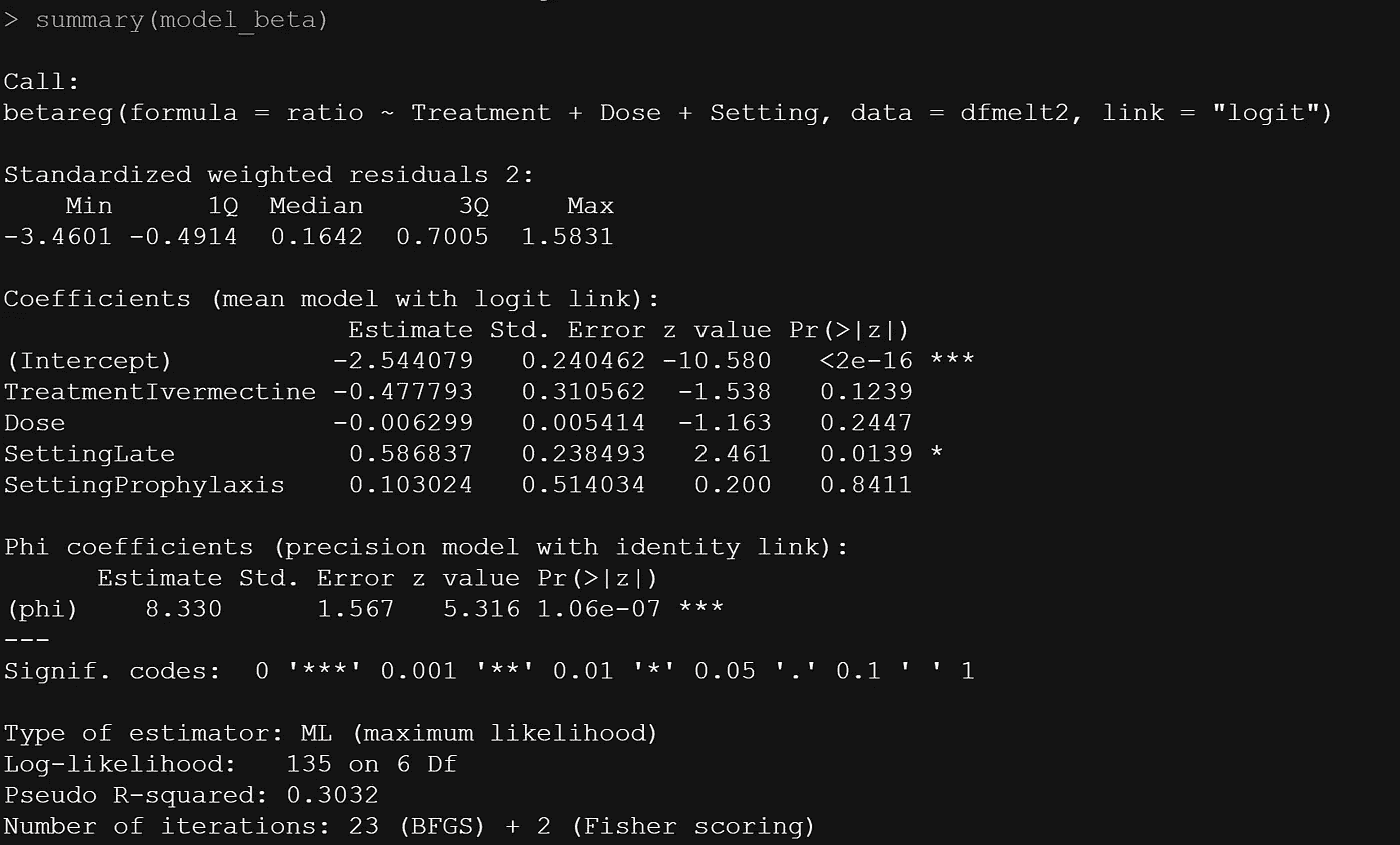 > summary(model_beta)
Call:
betareg(formula = ratio ~ Treatment + Dose + Setting, data = dfmelt2, link = "logit")
Standardized weighted residuals 2:
    Min      1Q  Median      3Q     Max
-3.4601 -0.4914  0.1642  0.7005  1.5831
Coefficients (mean model with logit link):
                      Estimate Std. Error z value Pr(>|z|)
(Intercept)          -2.544079   0.240462 -10.580   <2e-16 ***
TreatmentIvermectine -0.477793   0.310562  -1.538   0.1239
Dose                 -0.006299   0.005414  -1.163   0.2447
SettingLate           0.586837   0.238493   2.461   0.0139 *
SettingProphylaxis    0.103024   0.514034   0.200   0.8411
Phi coefficients (precision model with identity link):
      Estimate Std. Error z value Pr(>|z|)
(phi)    8.330      1.567   5.316 1.06e-07 ***
---
Signif. codes:  0 '***' 0.001 '**' 0.01 '*' 0.05 '.' 0.1 ' ' 1
Type of estimator: ML (maximum likelihood)
Log-likelihood:   135 on 6 Df
Pseudo R-squared: 0.3032
Number of iterations: 23 (BFGS) + 2 (Fisher scoring)